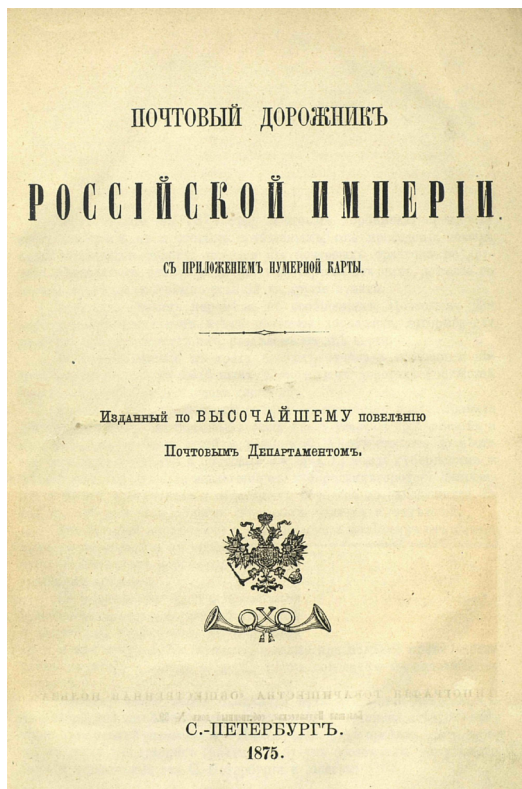 ПОЧТОВЫЙ ДОРОЖНИКЪ
РОССІЙСКОЙ ИМПЕРІИ
СЪ ПРИЛОЖЕНІЕМЪ НУМЕРНОЙ КАРТЫ.
Изданный по ВЫСОЧАЙШЕМУ повелѣнію
Почтовымъ Департаментомъ.
С.-ПЕТЕРБУРГЪ.
1875.